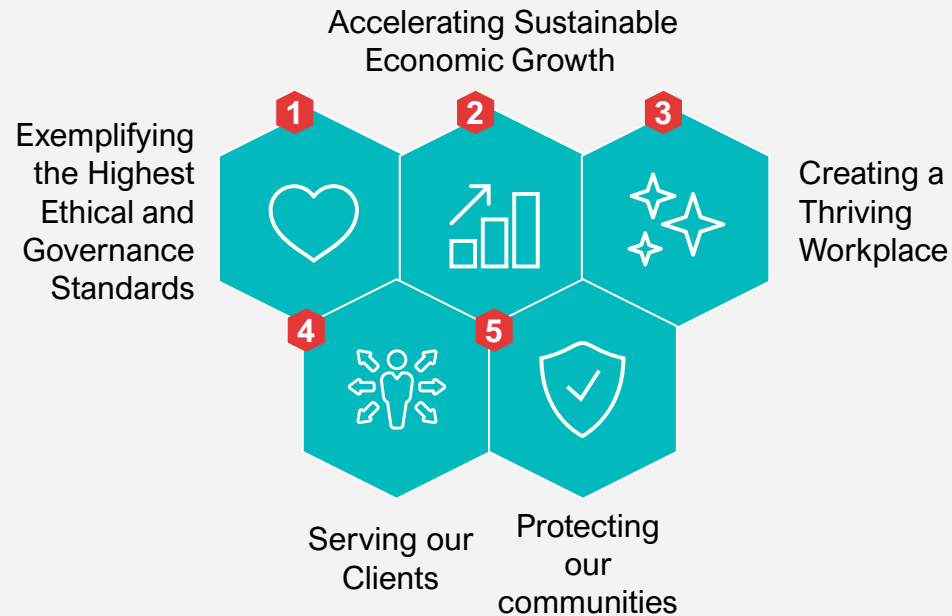 Accelerating Sustainable
Economic Growth
1
2
3
Exemplifying
the Highest
Ethical and
Governance
Standards
Creating a
Thriving
Workplace
4
5
Serving our
Clients
Protecting
our
communities